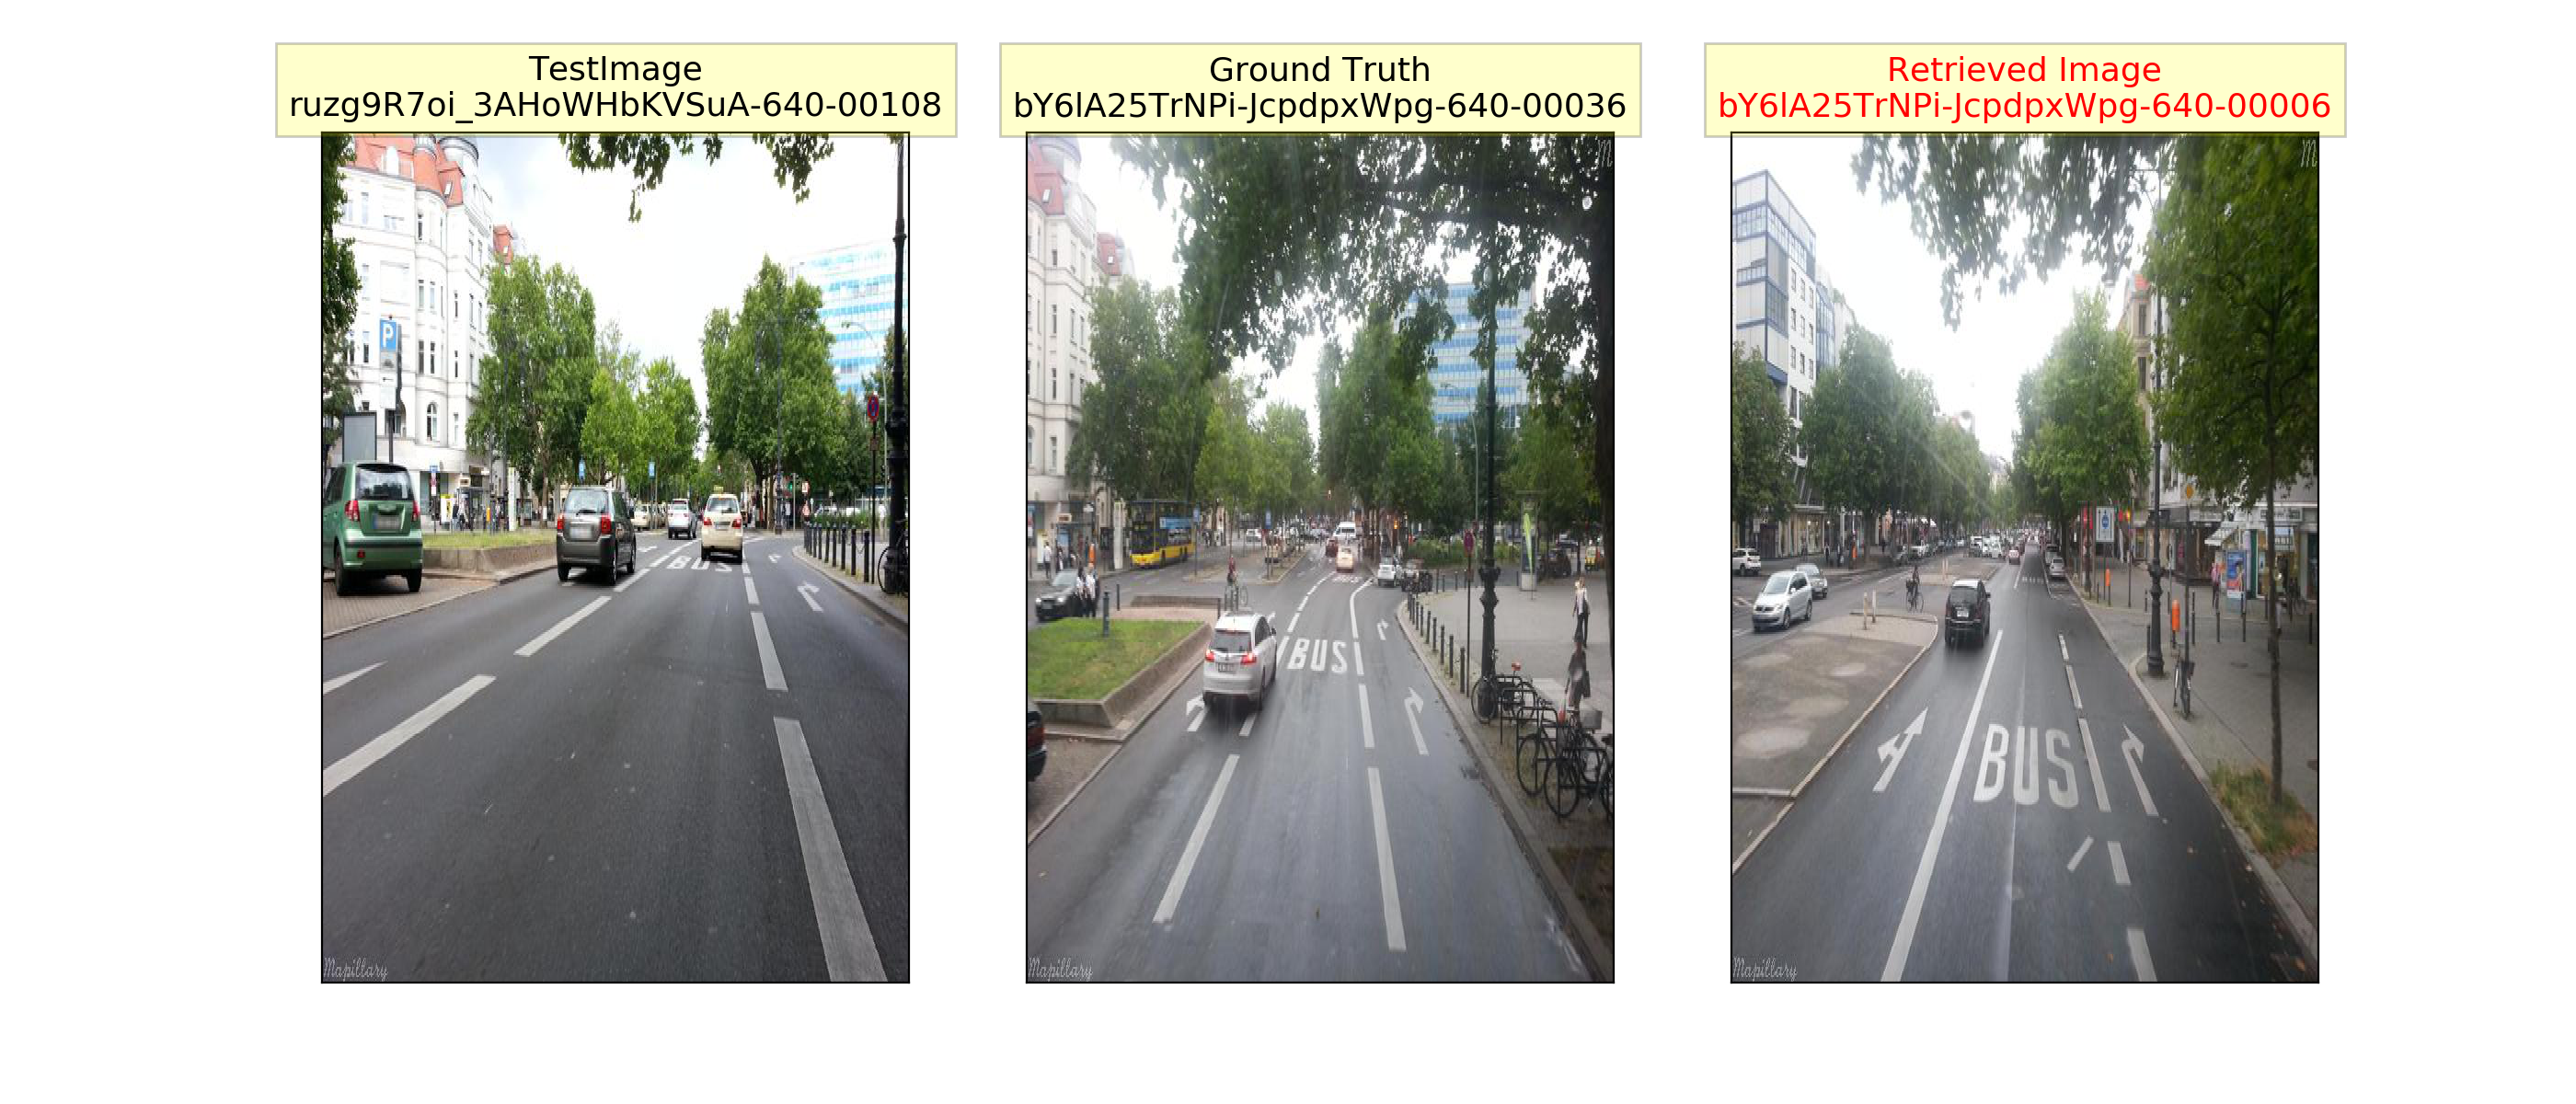 TestImage
ruzg9R7oi_3AHoWHbKVSuA-640-00108
Ground Truth
bY6lA25TrNPi-JcpdpxWpg-640-00036
Retrieved Image
bY6lA25TrNPi-JcpdpxWpg-640-00006
P
BUS
Mapillary
M
BUS
BUS
Mapillary
M
BUS
Mapillary